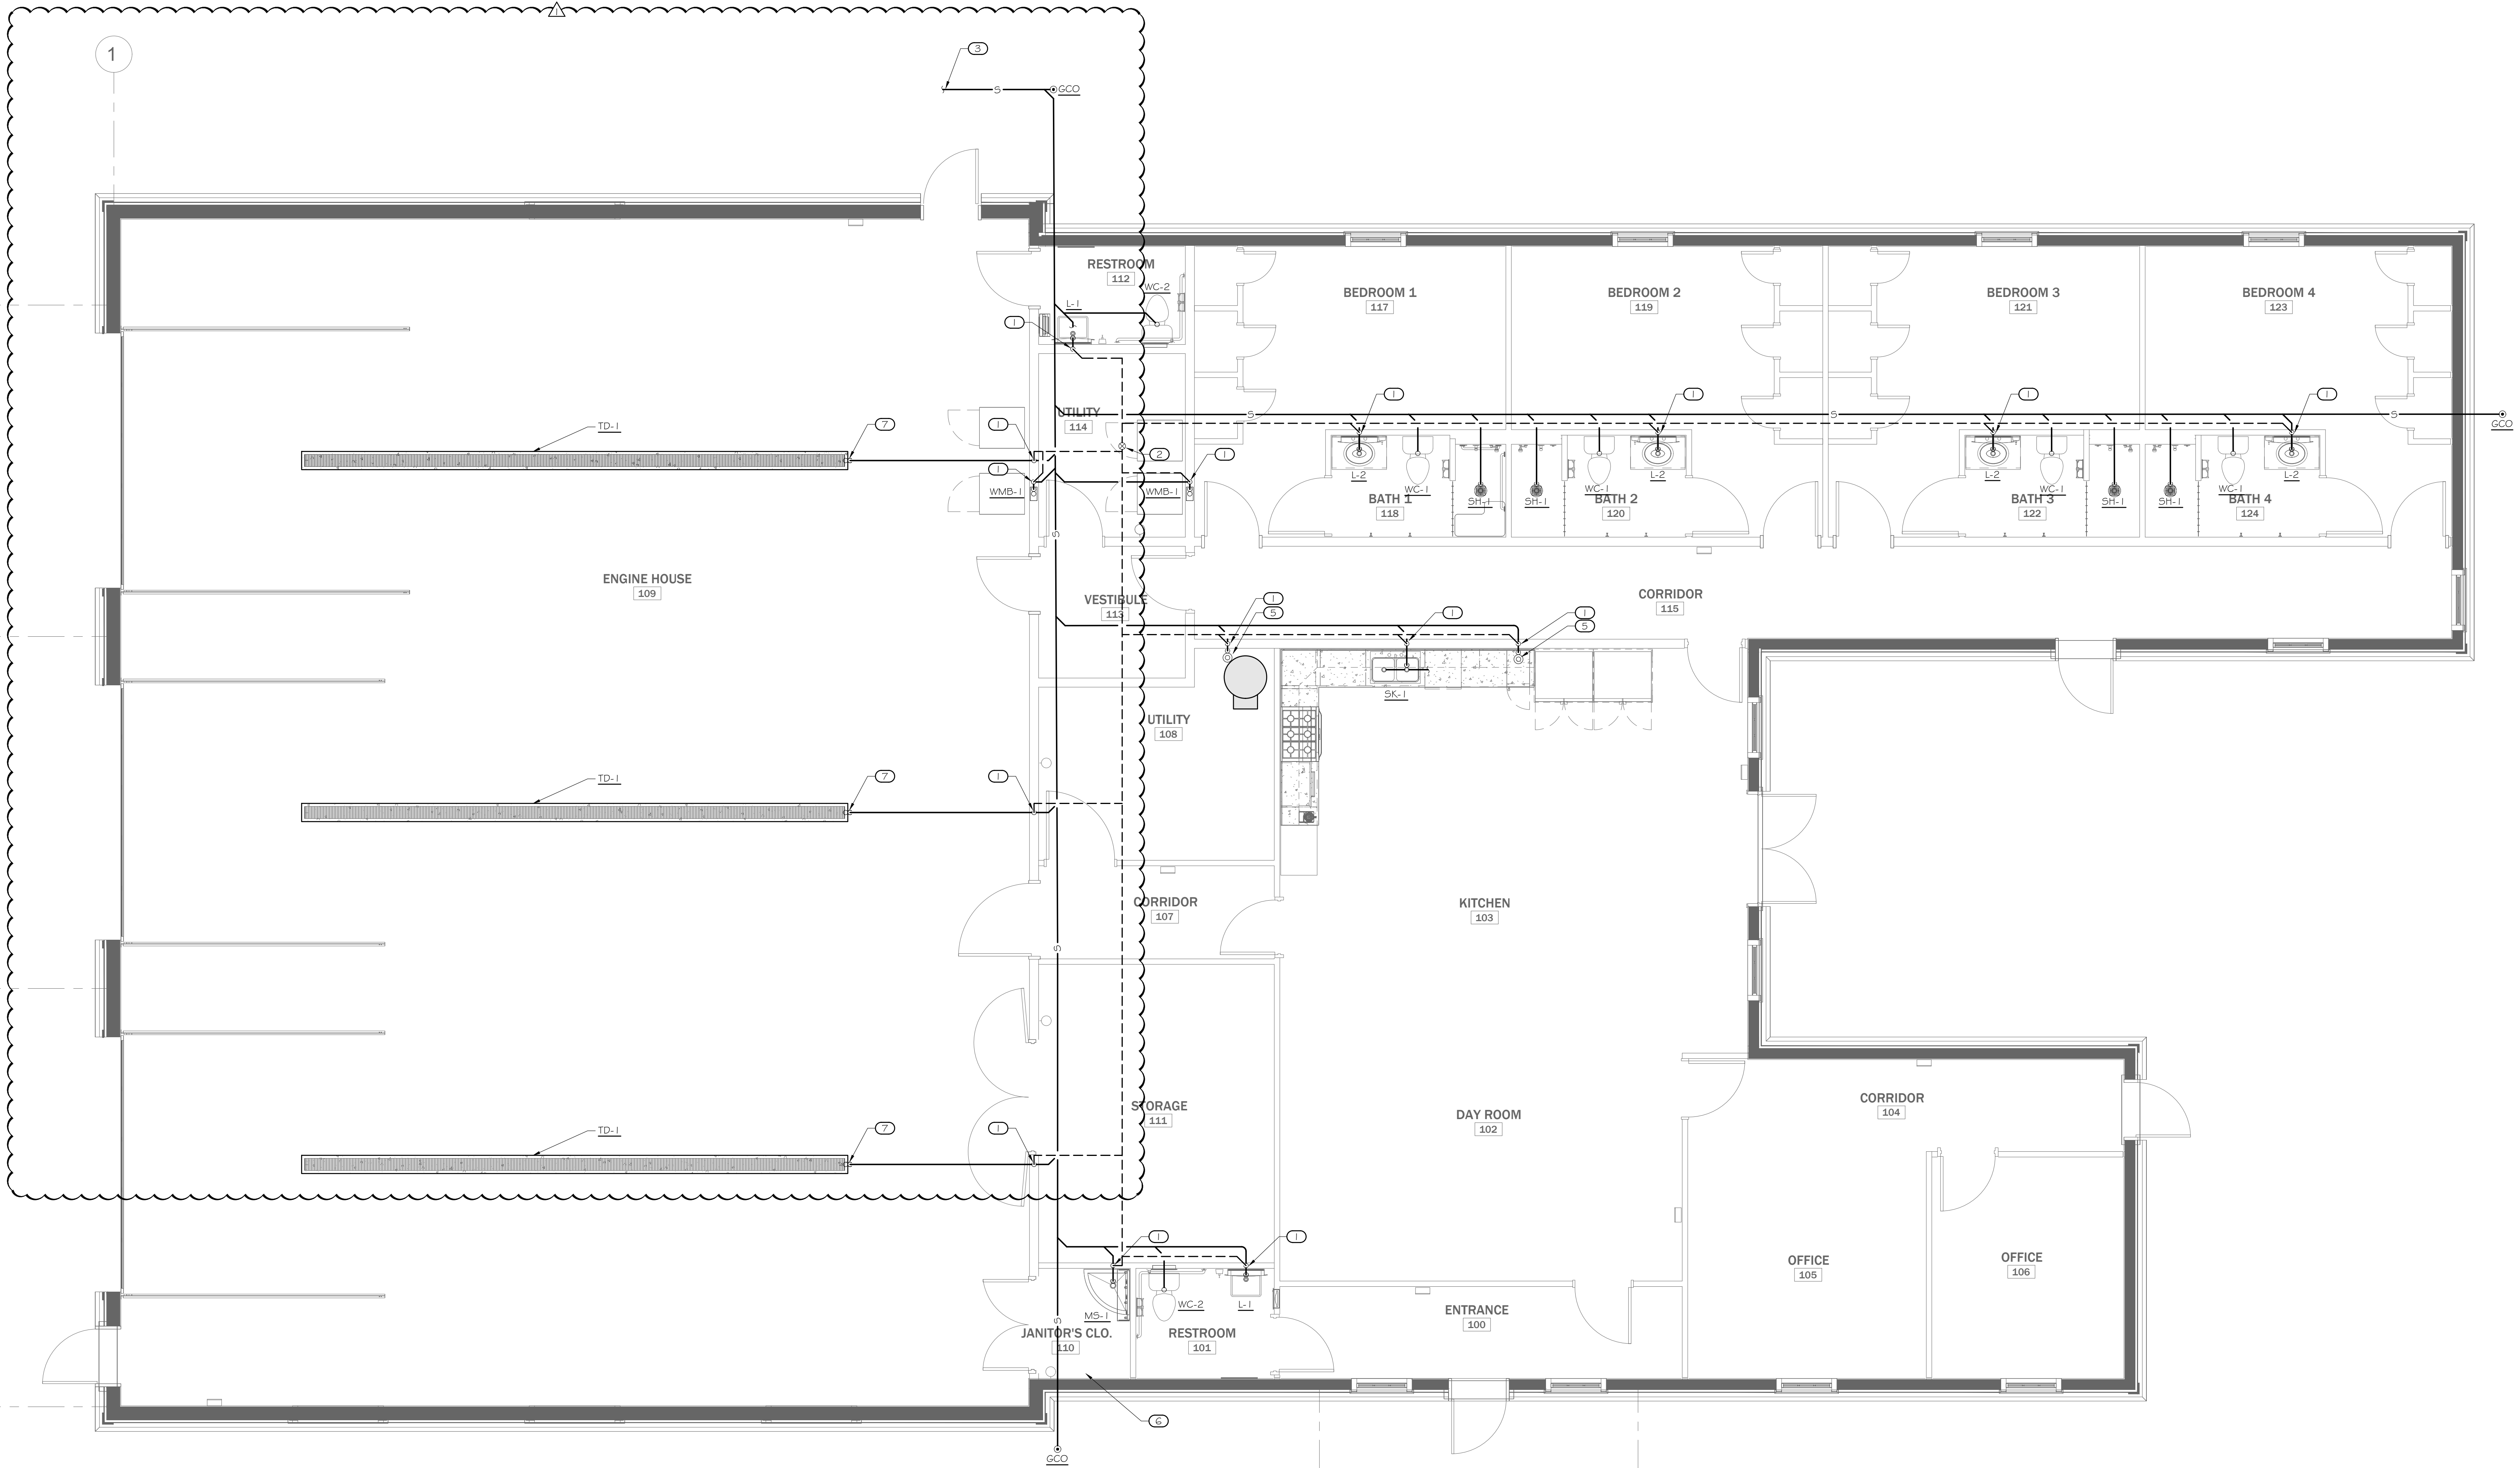 1
1
3
S
GCO
RESTROOM
112
WC-2
L-1
1
BEDROOM 1
117
BEDROOM 2
119
BEDROOM 3
121
BEDROOM 4
123
1
1
1
1
UTILITY
114
S
S
S
GCO
TD-1
7
1
2
1
1
WMB-1
WMB-1
L-2
WC-1
SH-1
SH-1
WC-1
L-2
L-2
WC-1
SH-1
SH-1
WC-1
L-2
BATH 1
118
BATH 2
120
BATH 3
122
BATH 4
124
S
ENGINE HOUSE
109
VESTIBULE
113
1
5
1
1
5
CORRIDOR
115
SK-1
UTILITY
108
TD-1
7
1
CORRIDOR
107
KITCHEN
103
S
STORAGE
111
DAY ROOM
102
CORRIDOR
104
TD-1
7
1
1
1
OFFICE
105
OFFICE
106
MS-1
WC-2
L-1
S
JANITOR'S CLO.
110
RESTROOM
101
ENTRANCE
100
6
GCO